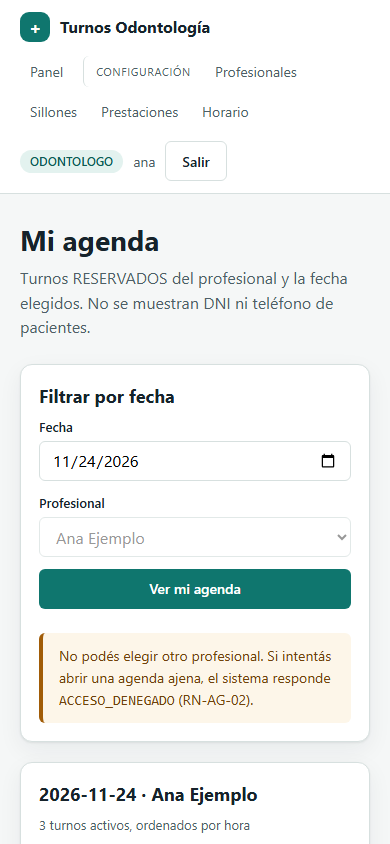 + Turnos Odontología
Panel CONFIGURACIÓN Profesionales
Sillones Prestaciones Horario
ODONTOLOGO ana Salir
Mi agenda
Turnos RESERVADOS del profesional y la fecha
elegidos. No se muestran DNI ni teléfono de
pacientes.
Filtrar por fecha
Fecha
11/24/2026
Profesional
Ana Ejemplo
Ver mi agenda
No podés elegir otro profesional. Si intentás
abrir una agenda ajena, el sistema responde
ACCESO_DENEGADO (RN-AG-02).
2026-11-24 · Ana Ejemplo
3 turnos activos, ordenados por hora